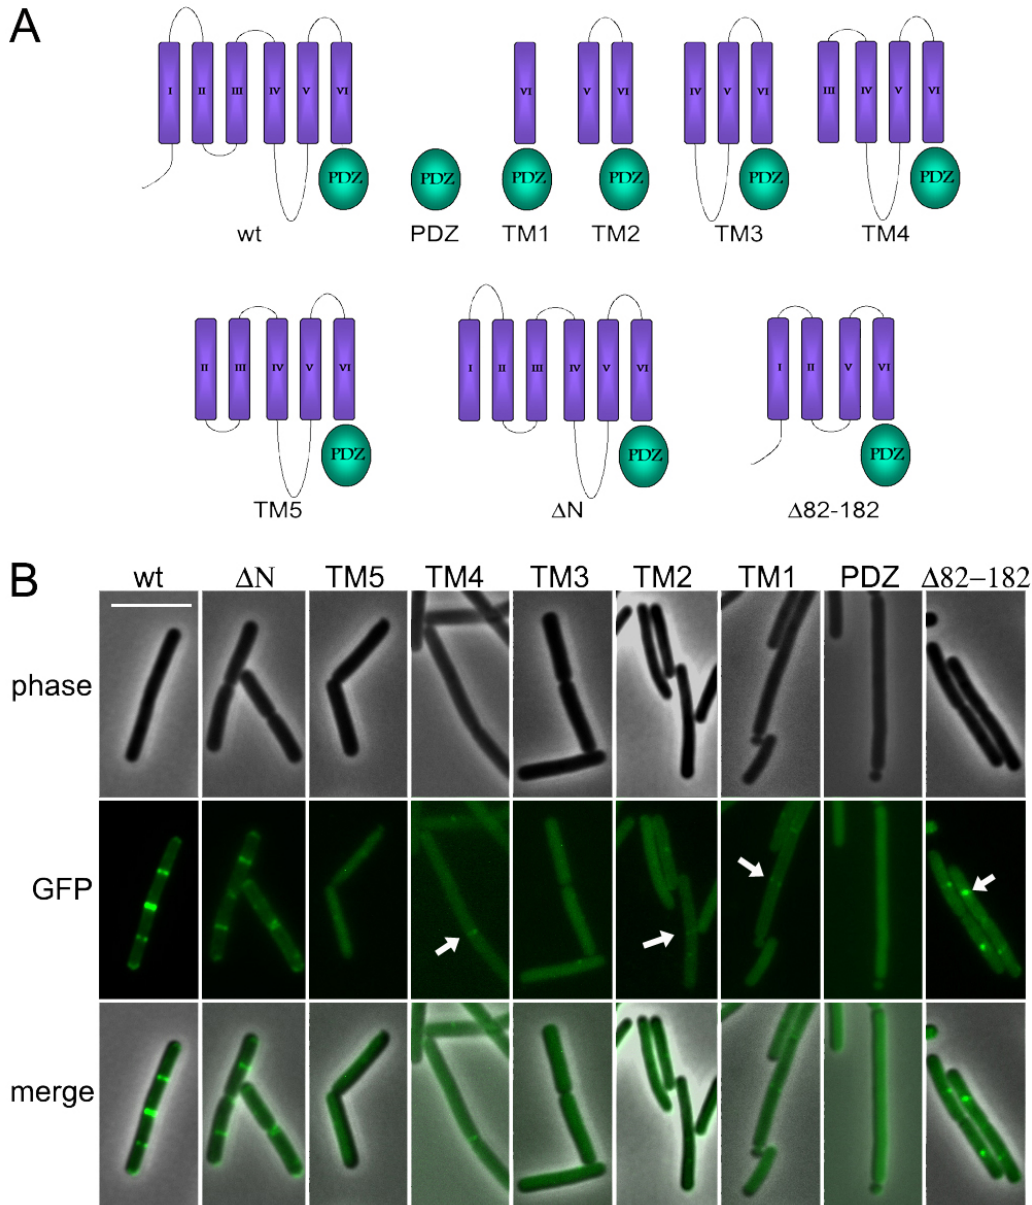 A
I II III IV V VI VI V VI IV V VI III IV V VI
PDZ PDZ PDZ PDZ PDZ PDZ
wt PDZ TM1 TM2 TM3 TM4
II III IV V VI I II III IV V VI I II V VI
PDZ PDZ PDZ
TM5 ΔN Δ82-182
B
wt ΔN TM5 TM4 TM3 TM2 TM1 PDZ Δ82−182
phase
GFP
merge